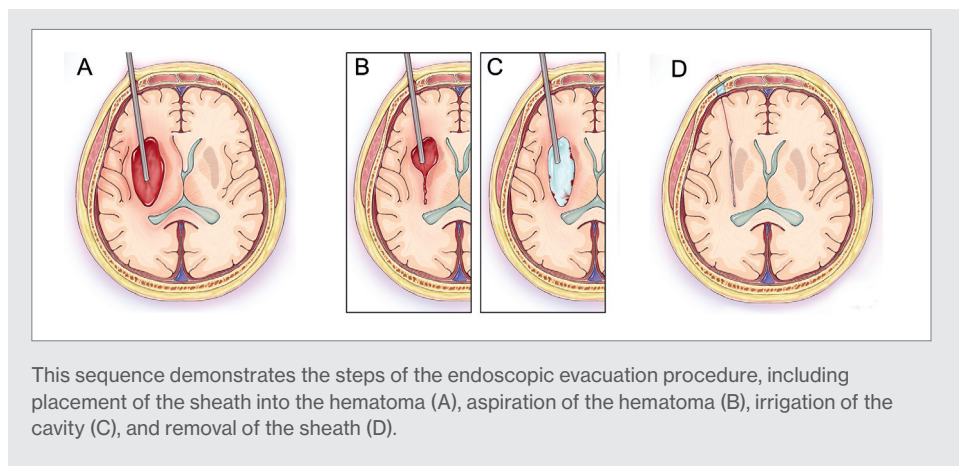 A
B
C
D
This sequence demonstrates the steps of the endoscopic evacuation procedure, including
placement of the sheath into the hematoma (A), aspiration of the hematoma (B), irrigation of the
cavity (C), and removal of the sheath (D).